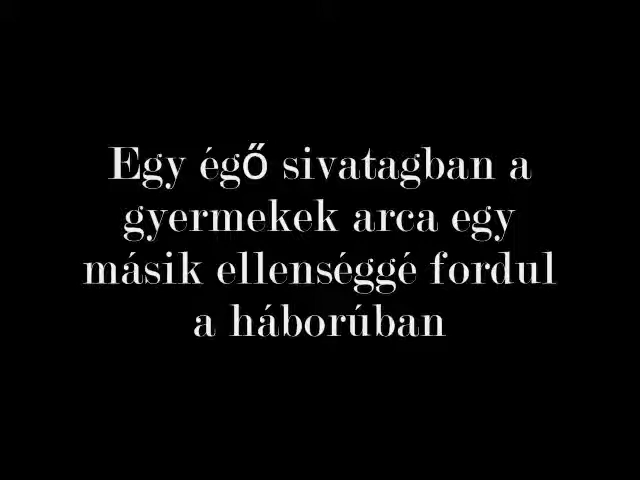 Egy égő sivatagban a
gyermekek arca egy
másik ellenséggé fordul
a háborúban